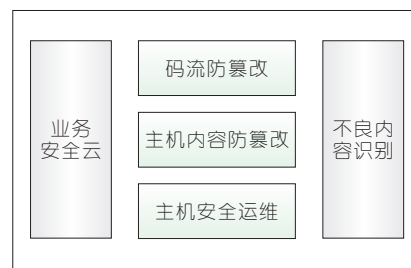 业务
安全云
码流防篡改
主机内容防篡改
主机安全运维
不良内
容识别